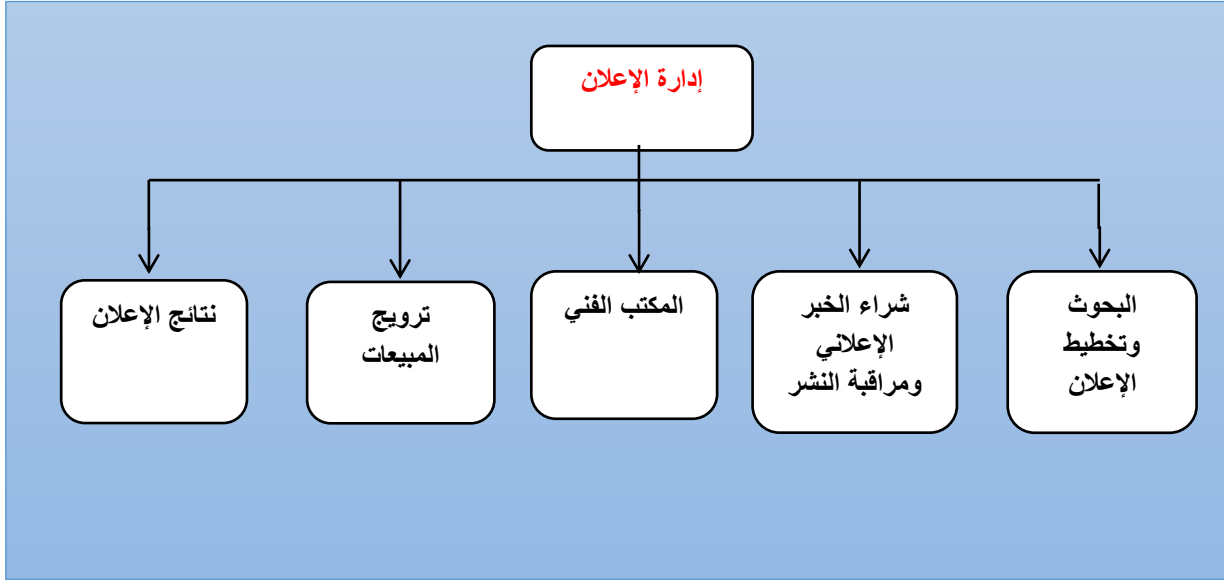 إدارة الإعلان
البحوث
وتخطيط
الإعلان
شراء الخبر
الإعلاني
ومراقبة النشر
المكتب الفني
ترويج
المبيعات
نتائج الإعلان